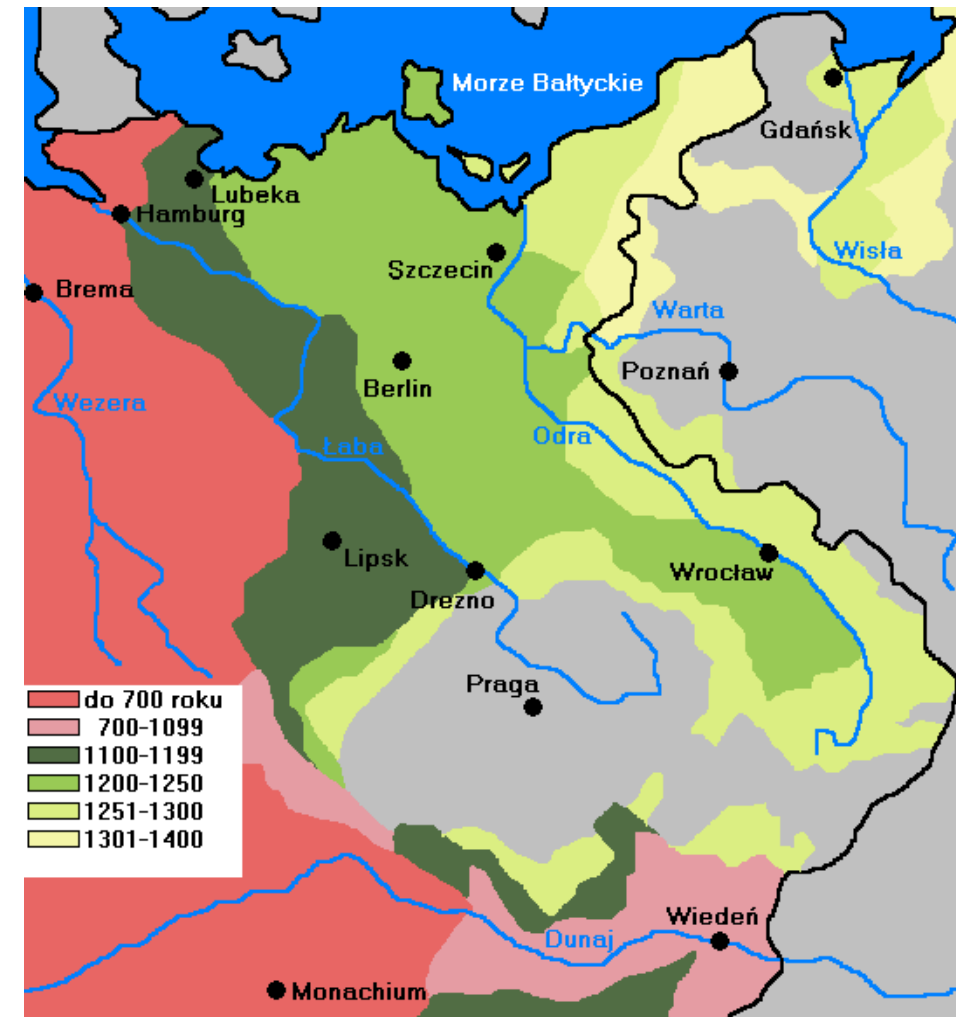 Morze Bałtyckie
Gdańsk
Lubeka
Hamburg
Szczecin
Wisła
Brema
Warta
Berlin
Poznań
Wezera
Odra
Łaba
Lipsk
Wrocław
Drezno
Praga
do 700 roku
700-1099
1100-1199
1200-1250
1251-1300
1301-1400
Wiedeń
Dunaj
Monachium